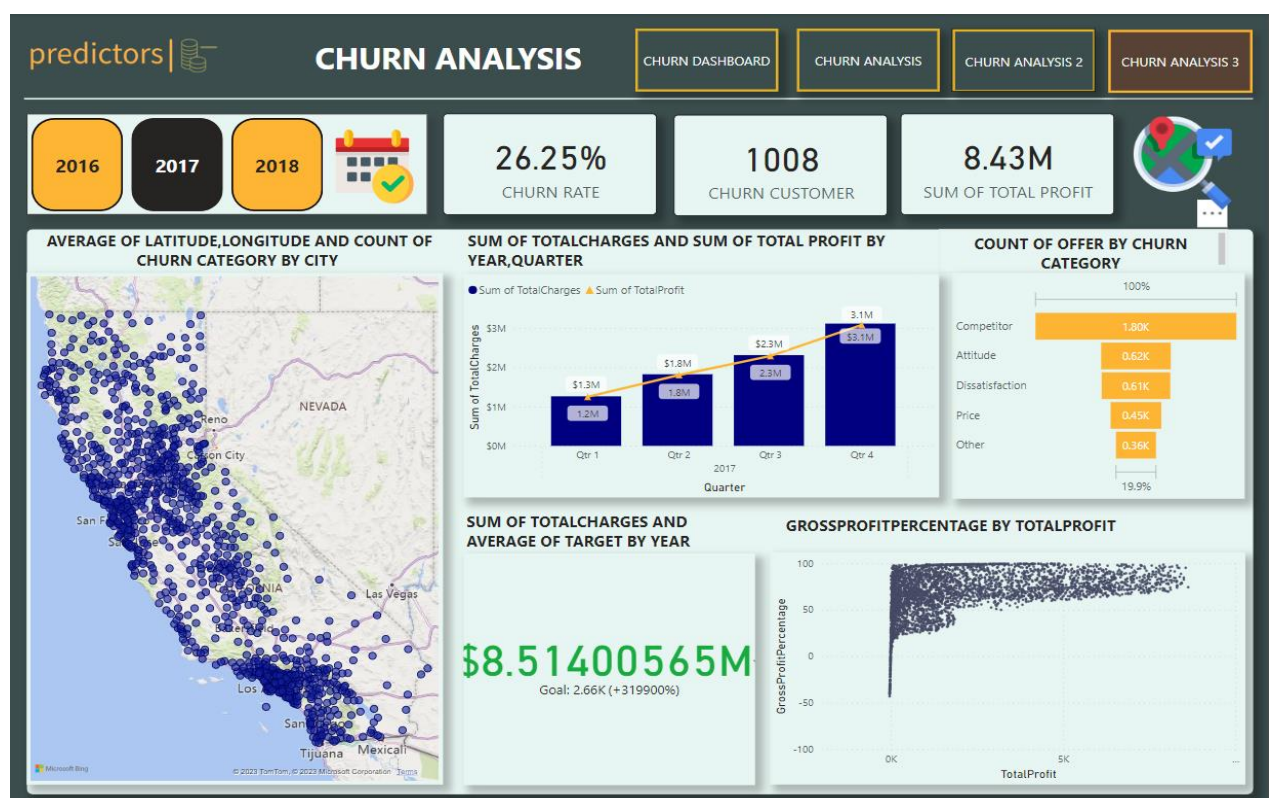 predictors|
CHURN ANALYSIS
CHURN DASHBOARD
CHURN ANALYSIS
CHURN ANALYSIS 2
CHURN ANALYSIS 3
2016
2017
2018
26.25%
CHURN RATE
1008
CHURN CUSTOMER
8.43M
SUM OF TOTAL PROFIT
...
AVERAGE OF LATITUDE,LONGITUDE AND COUNT OF
CHURN CATEGORY BY CITY
NEVADA
Reno
Carson City
Las Vegas
Los
San
Tijuana
Mexicali
Microsoft Bing
© 2023 TomTom, © 2023 Microsoft Corporation Terms
SUM OF TOTALCHARGES AND SUM OF TOTAL PROFIT BY
YEAR,QUARTER
Sum of TotalCharges
Sum of TotalProfit
Sum of TotalCharges
$3M
$2M
$1M
$0M
$1.3M
1.2M
$1.8M
1.8M
$2.3M
2.3M
3.1M
$3.1M
Qtr 1
Qtr 2
Qtr 3
Qtr 4
2017
Quarter
COUNT OF OFFER BY CHURN
CATEGORY
100%
Competitor 1.80K
Attitude 0.62K
Dissatisfaction 0.61K
Price 0.45K
Other 0.36K
19.9%
SUM OF TOTALCHARGES AND
AVERAGE OF TARGET BY YEAR
$8.51400565M
Goal: 2.66K (+319900%)
GROSSPROFITPERCENTAGE BY TOTALPROFIT
GrossProfitPercentage
100
50
0
-50
-100
0K
5K
...
TotalProfit